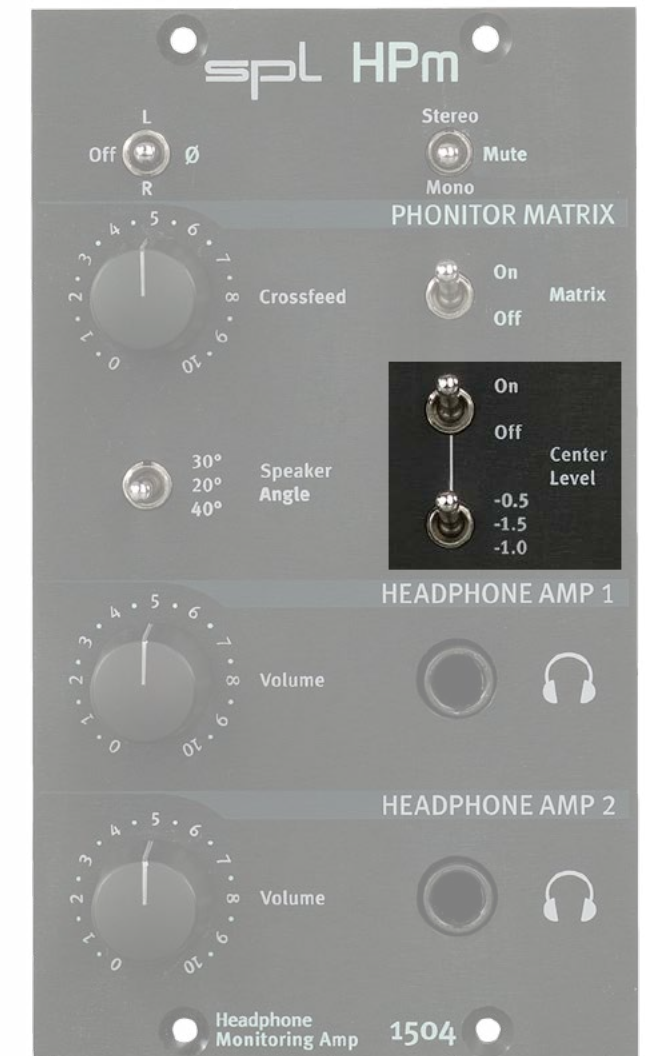 spl HPm
L
Off Ø
R
Stereo
Mute
Mono
PHONITOR MATRIX
0 1 2 3 4 5 6 7 8 9 10
Crossfeed
On
Off
Matrix
30°
20°
40°
Speaker
Angle
On
Off
Center
Level
-0.5
-1.5
-1.0
HEADPHONE AMP 1
0 1 2 3 4 5 6 7 8 9 10
Volume
HEADPHONE AMP 2
0 1 2 3 4 5 6 7 8 9 10
Volume
Headphone
Monitoring Amp
1504